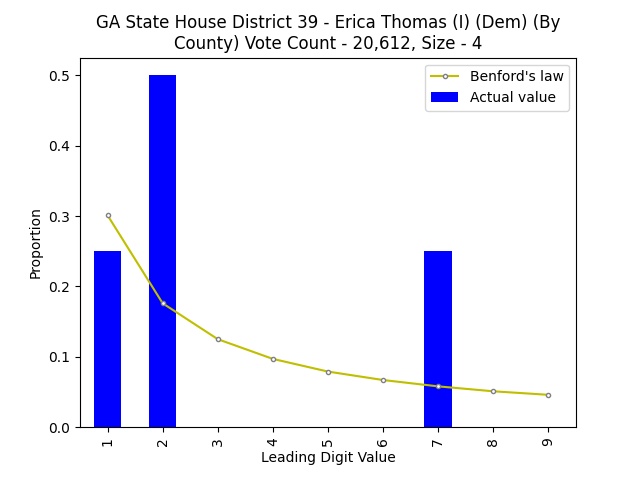 GA State House District 39 - Erica Thomas (I) (Dem) (By
County) Vote Count - 20,612, Size - 4
Benford's law
Actual value
0.5
0.4
0.3
0.2
0.1
0.0
Proportion
1 2 3 4 5 6 7 8 9
Leading Digit Value